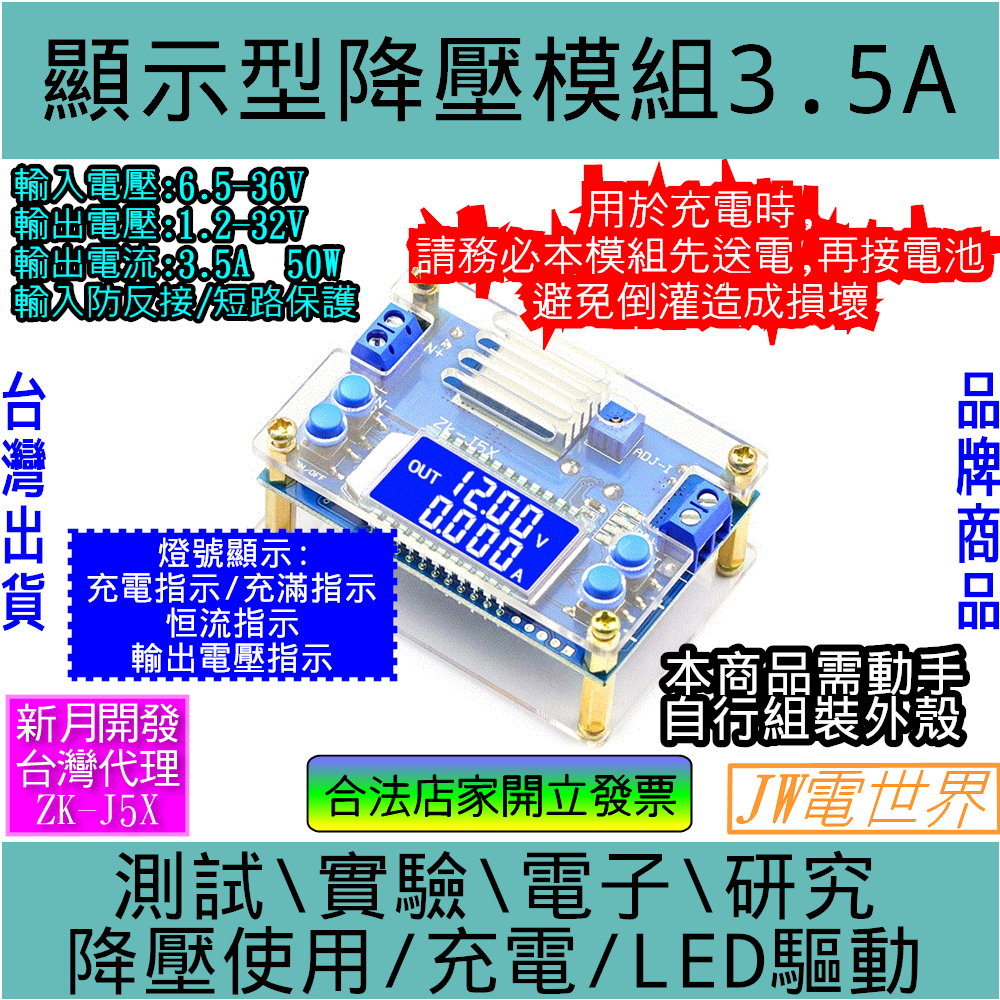 顯示型降壓模組3.5A
輸入電壓:6.5-36V
輸出電壓:1.2-32V
輸出電流:3.5A 50W
輸入防反接/短路保護
用於充電時,
請務必本模組先送電,再接電池
避免倒灌造成損壞
台灣出貨
品牌商品
N+
ZK-J5X
ADJ-I
ON/OFF
OUT 12.00V
0.000A
燈號顯示:
充電指示/充滿指示
恒流指示
輸出電壓指示
本商品需動手
自行組裝外殼
新月開發
台灣代理
ZK-J5X
合法店家開立發票
JW電世界
測試\實驗\電子\研究
降壓使用/充電/LED驅動